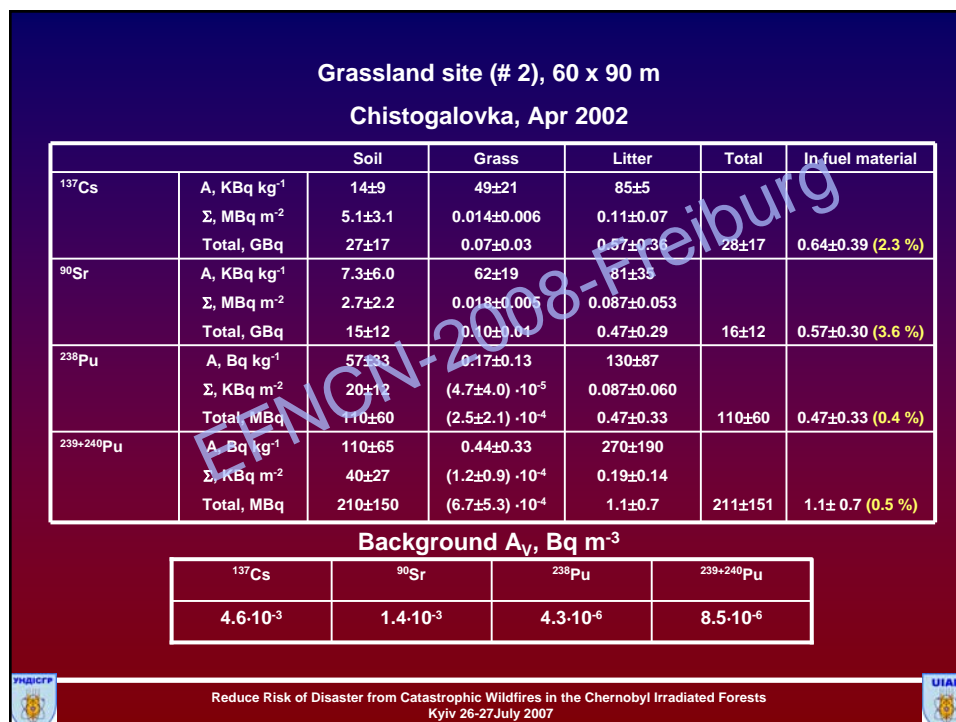 Grassland site (# 2), 60 x 90 m
Chistogalovka, Apr 2002
Soil Grass Litter Total In fuel material
137Cs A, KBq kg-1 14±9 49±21 85±5
Σ, MBq m-2 5.1±3.1 0.014±0.006 0.11±0.07
Total, GBq 27±17 0.07±0.03 0.57±0.36 28±17 0.64±0.39 (2.3 %)
90Sr A, KBq kg-1 7.3±6.0 62±19 81±35
Σ, MBq m-2 2.7±2.2 0.018±0.005 0.087±0.053
Total, GBq 15±12 0.10±0.01 0.47±0.29 16±12 0.57±0.30 (3.6 %)
238Pu A, Bq kg-1 57±33 0.17±0.13 130±87
Σ, KBq m-2 20±12 (4.7±4.0) ·10-5 0.087±0.060
Total, MBq 110±60 (2.5±2.1) ·10-4 0.47±0.33 110±60 0.47±0.33 (0.4 %)
239+240Pu A, Bq kg-1 110±65 0.44±0.33 270±190
Σ, KBq m-2 40±27 (1.2±0.9) ·10-4 0.19±0.14
Total, MBq 210±150 (6.7±5.3) ·10-4 1.1±0.7 211±151 1.1± 0.7 (0.5 %)
EFNCN-2008-Freiburg
Background AV, Bq m-3
137Cs 90Sr 238Pu 239+240Pu
4.6·10-3 1.4·10-3 4.3·10-6 8.5·10-6
УНДІСГР
UIAR
Reduce Risk of Disaster from Catastrophic Wildfires in the Chernobyl Irradiated Forests
Kyiv 26-27July 2007